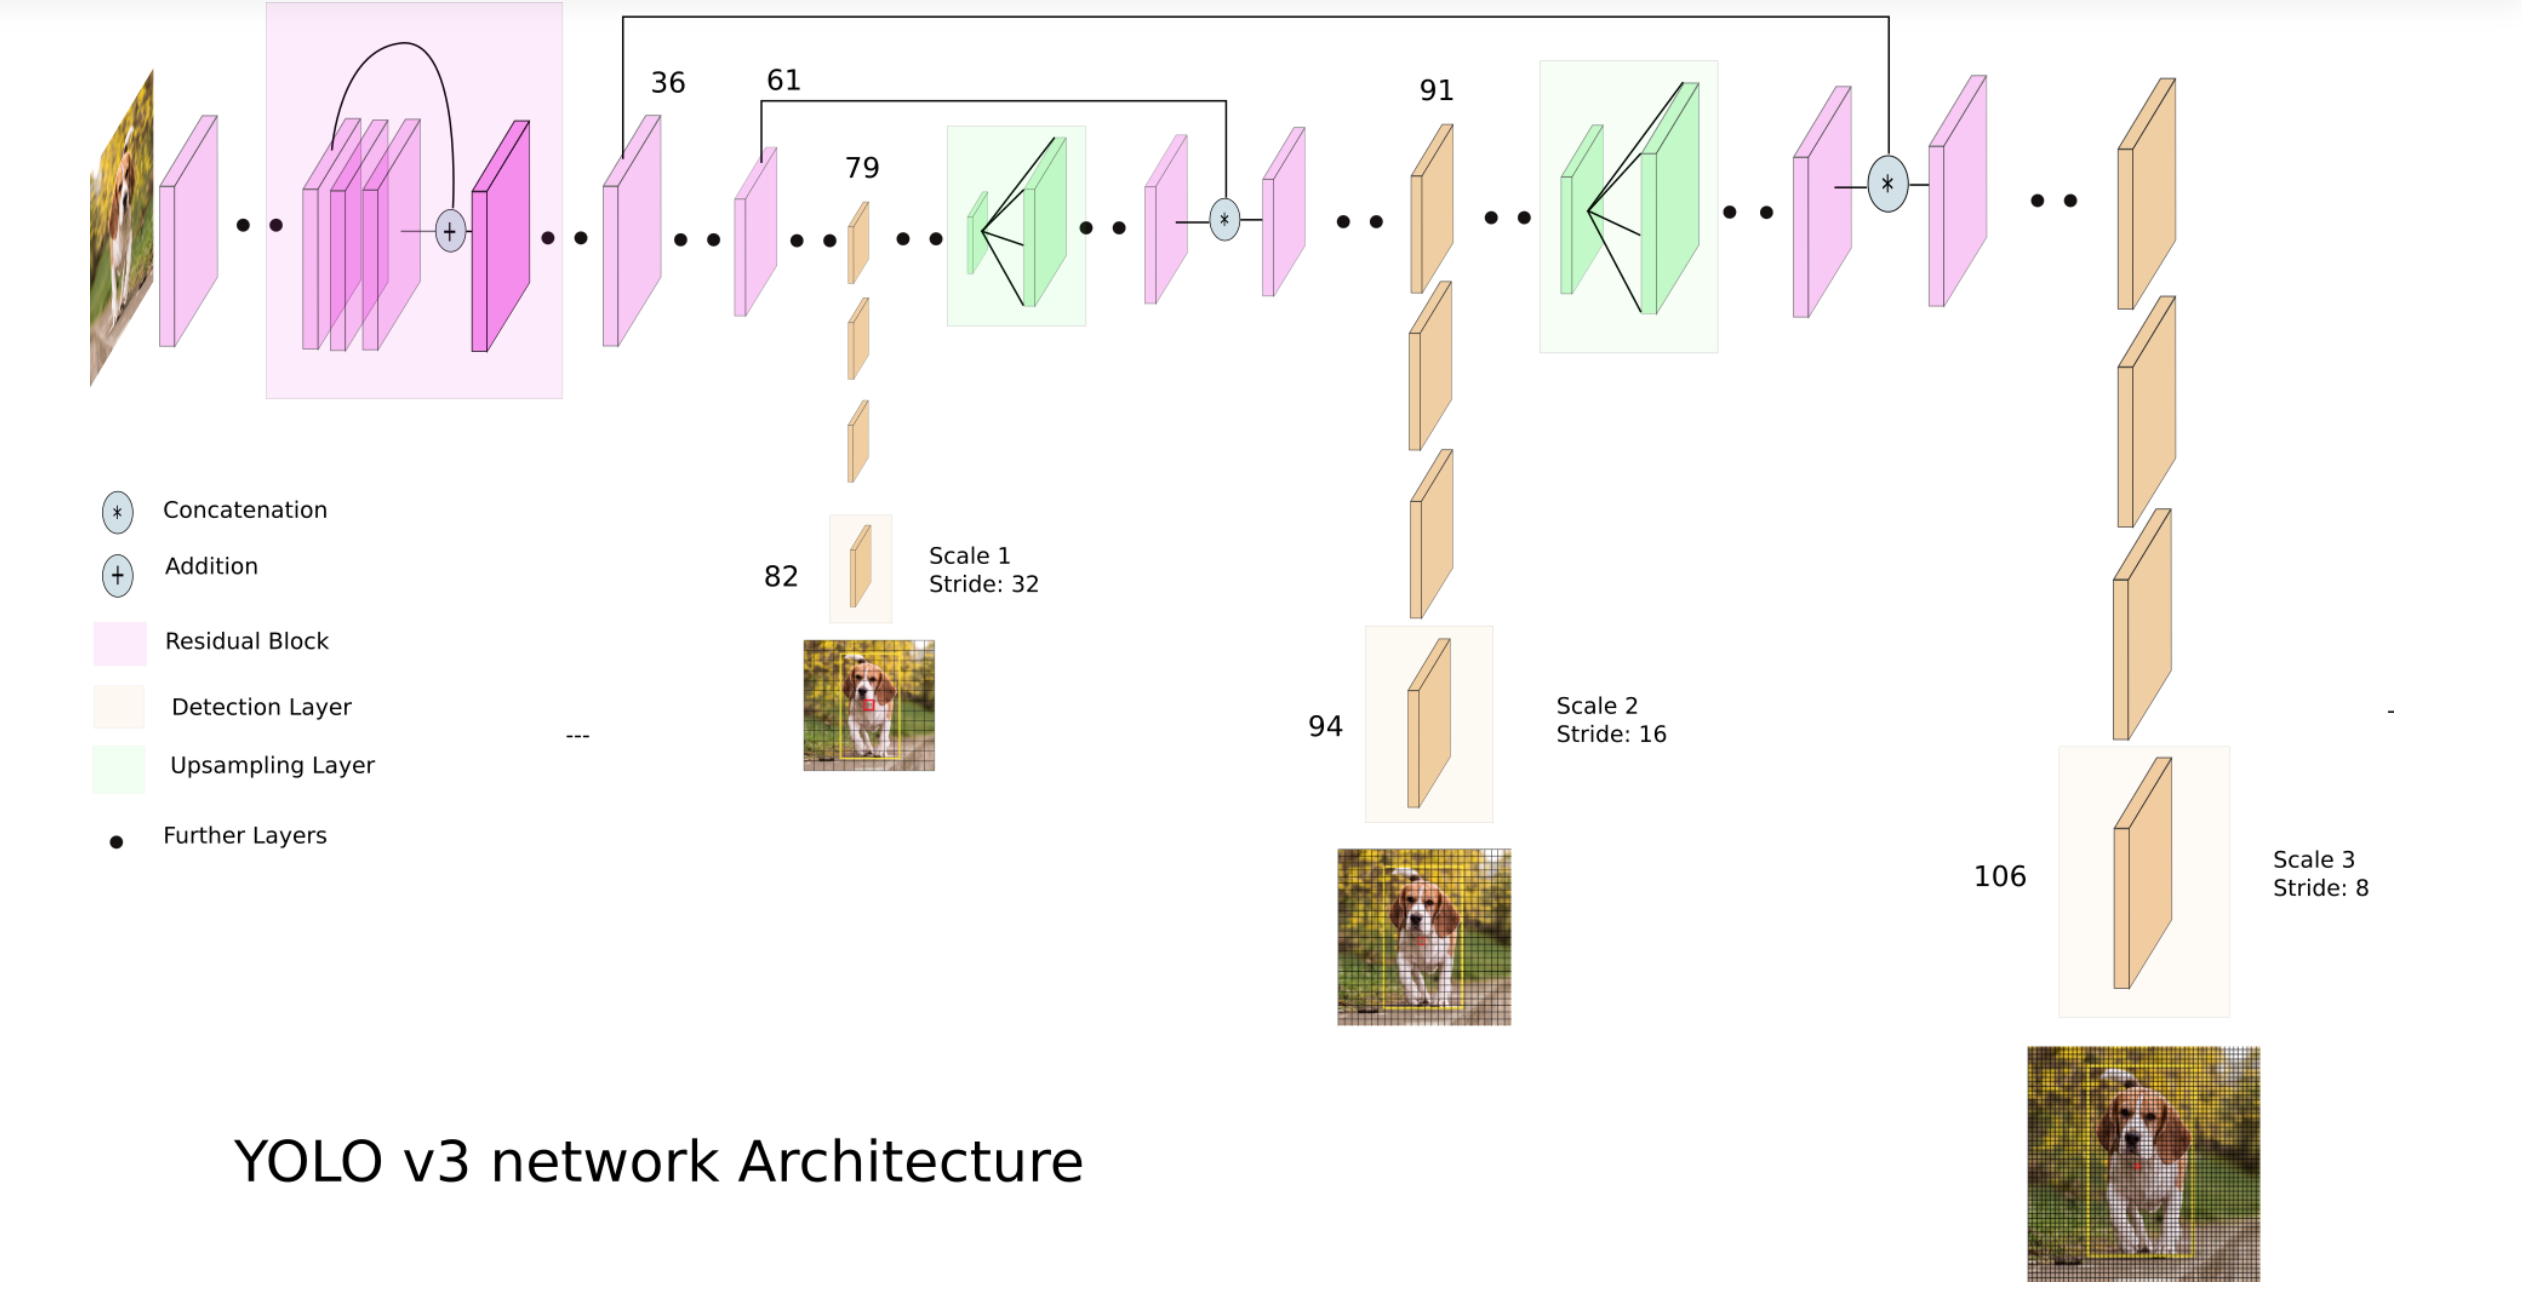 36
61
91
79
+
*
*
* Concatenation
+ Addition
Residual Block
Detection Layer
Upsampling Layer
Further Layers
---
82
Scale 1
Stride: 32
94
Scale 2
Stride: 16
-
106
Scale 3
Stride: 8
YOLO v3 network Architecture